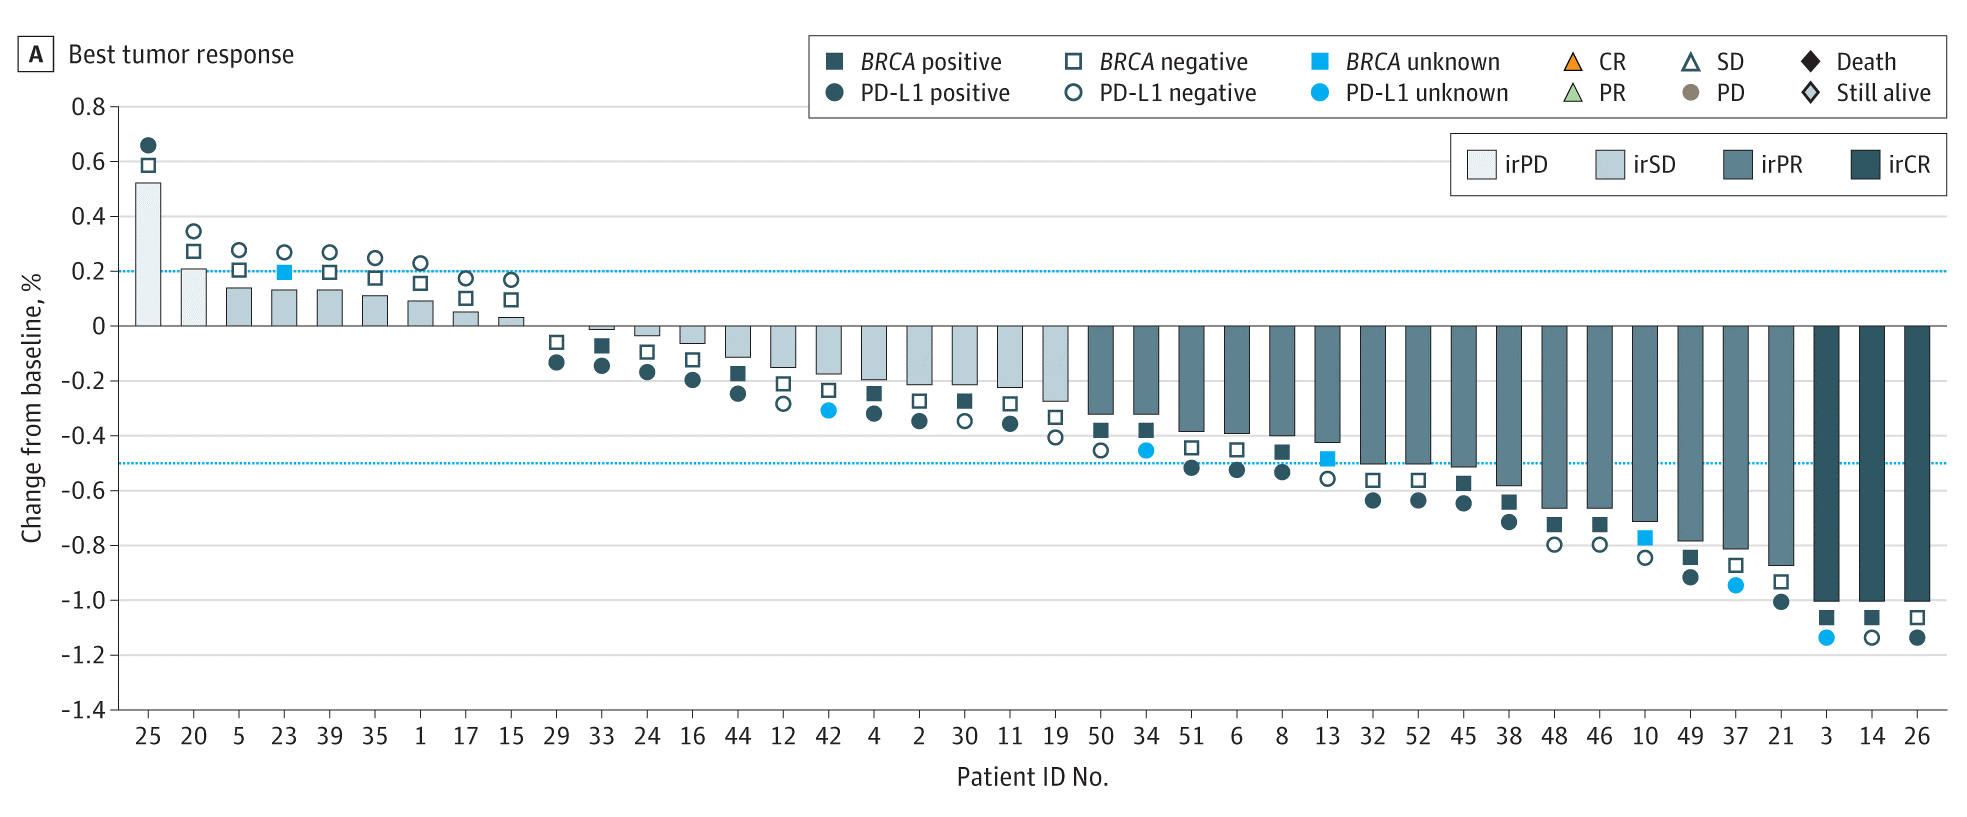 A Best tumor response
BRCA positive BRCA negative BRCA unknown CR SD Death
PD-L1 positive PD-L1 negative PD-L1 unknown PR PD Still alive
irPD irSD irPR irCR
Change from baseline, %
0.8
0.6
0.4
0.2
0
-0.2
-0.4
-0.6
-0.8
-1.0
-1.2
-1.4
25 20 5 23 39 35 1 17 15 29 33 24 16 44 12 42 4 2 30 11 19 50 34 51 6 8 13 32 52 45 38 48 46 10 49 37 21 3 14 26
Patient ID No.